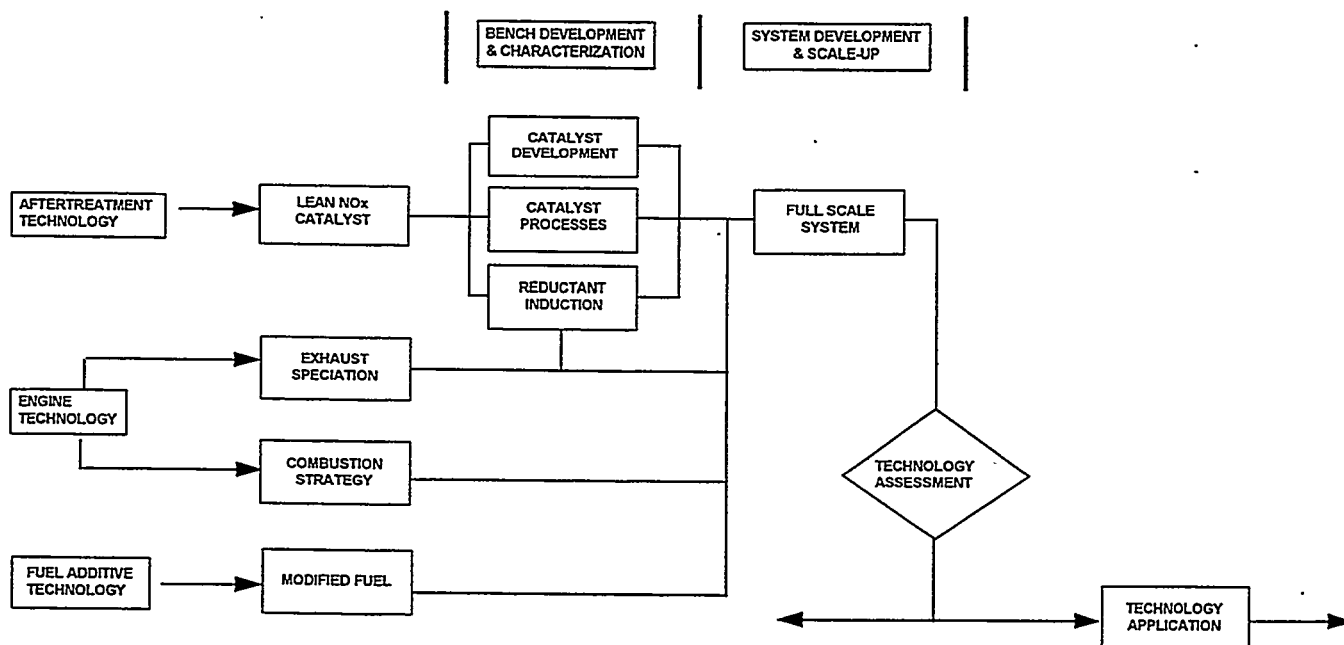 BENCH DEVELOPMENT
& CHARACTERIZATION
SYSTEM DEVELOPMENT
& SCALE-UP
CATALYST
DEVELOPMENT
AFTERTREATMENT
TECHNOLOGY
LEAN NOx
CATALYST
CATALYST
PROCESSES
FULL SCALE
SYSTEM
REDUCTANT
INDUCTION
EXHAUST
SPECIATION
ENGINE
TECHNOLOGY
COMBUSTION
STRATEGY
TECHNOLOGY
ASSESSMENT
FUEL ADDITIVE
TECHNOLOGY
MODIFIED FUEL
TECHNOLOGY
APPLICATION